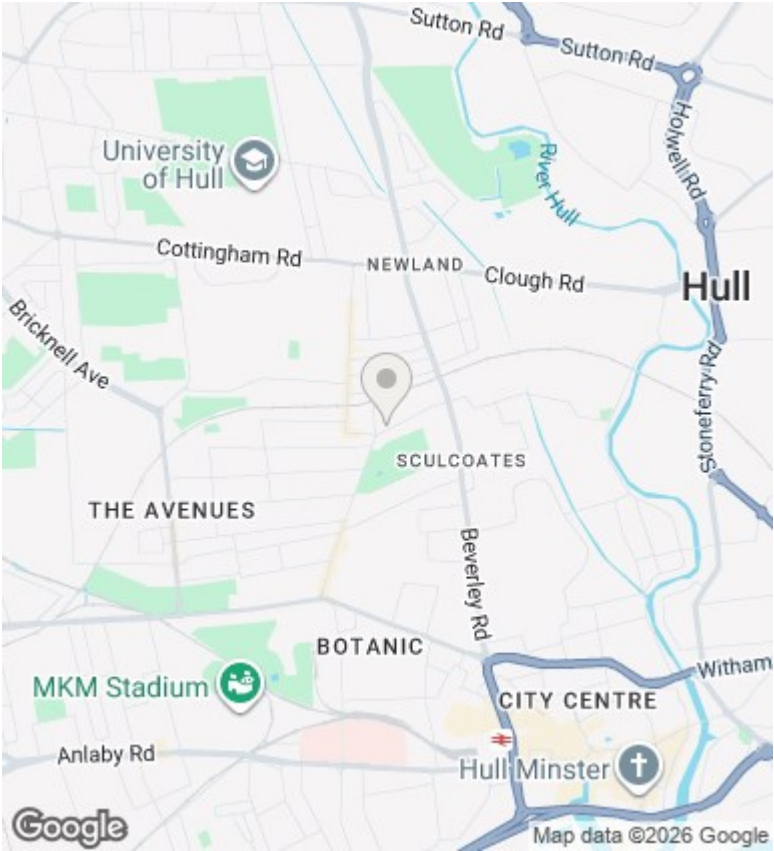 Sutton Rd
Sutton Rd
Holwell Rd
University
of Hull
River Hull
Cottingham Rd
NEWLAND
Clough Rd
Hull
Bricknell Ave
Stoneferry Rd
SCULCOATES
THE AVENUES
Beverley Rd
BOTANIC
Witham
MKM Stadium
CITY CENTRE
Anlaby Rd
Hull Minster
Google
Map data ©2026 Google